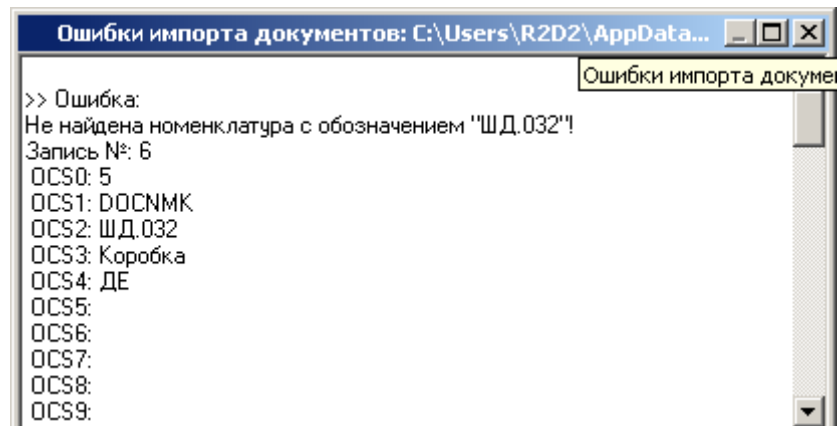 Ошибки импорта документов: C:\Users\R2D2\AppData...
Ошибки импорта докумен
>> Ошибка:
Не найдена номенклатура с обозначением "ШД.032"!
Запись №: 6
OCS0: 5
OCS1: DOCNMK
OCS2: ШД.032
OCS3: Коробка
OCS4: ДЕ
OCS5:
OCS6:
OCS7:
OCS8:
OCS9: